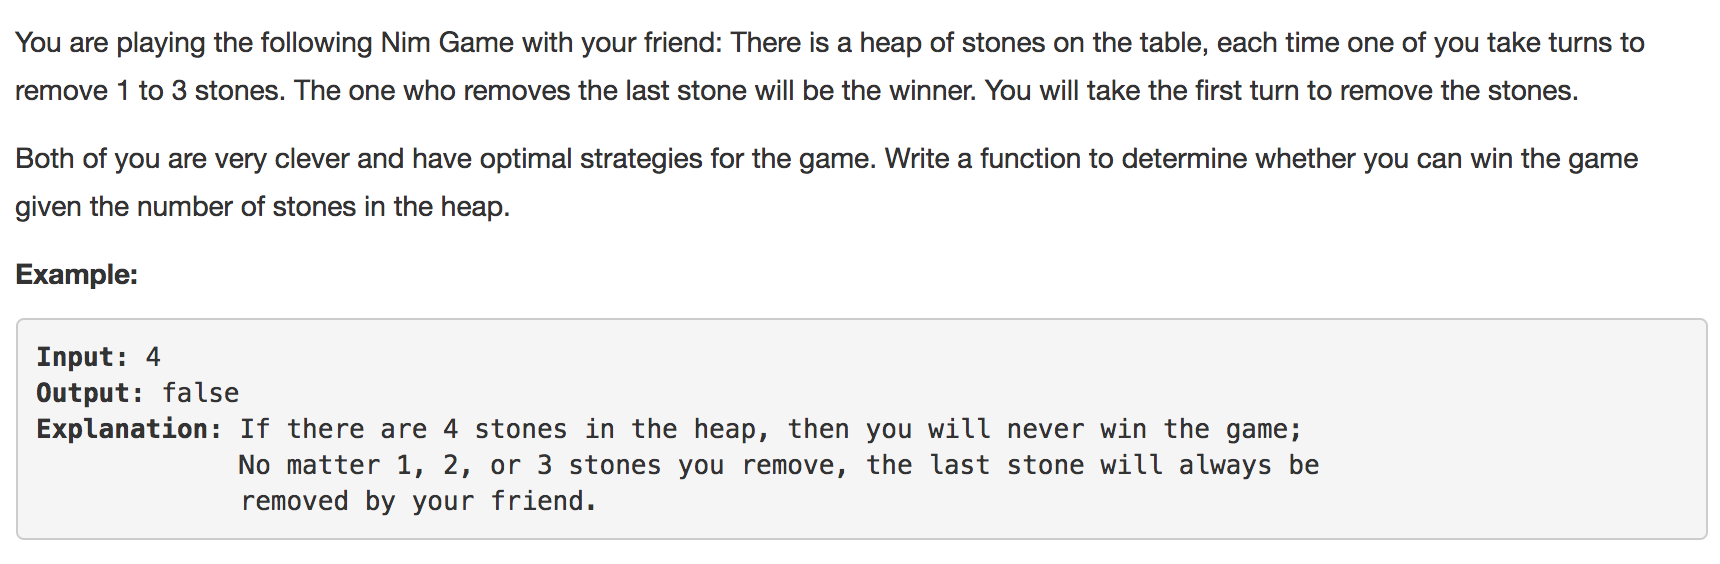 You are playing the following Nim Game with your friend: There is a heap of stones on the table, each time one of you take turns to
remove 1 to 3 stones. The one who removes the last stone will be the winner. You will take the first turn to remove the stones.
Both of you are very clever and have optimal strategies for the game. Write a function to determine whether you can win the game
given the number of stones in the heap.
Example:
Input: 4
Output: false
Explanation: If there are 4 stones in the heap, then you will never win the game;
No matter 1, 2, or 3 stones you remove, the last stone will always be
removed by your friend.